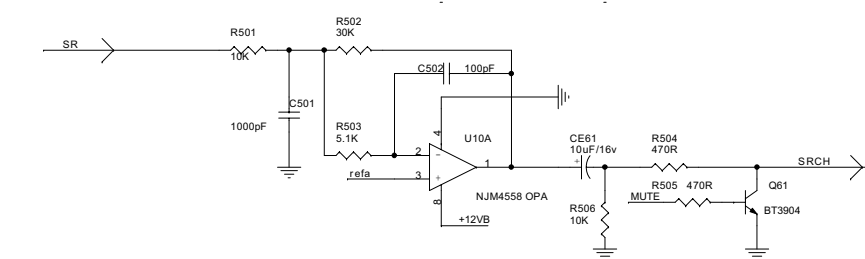 SR
R501
10K
R502
30K
C502 100pF
C501
1000pF
R503
5.1K
U10A
4
2
-
3
+
1
8
refa
NJM4558 OPA
+12VB
CE61
10uF/16v
+
R504
470R
SRCH
R506
10K
MUTE
R505 470R
Q61
BT3904